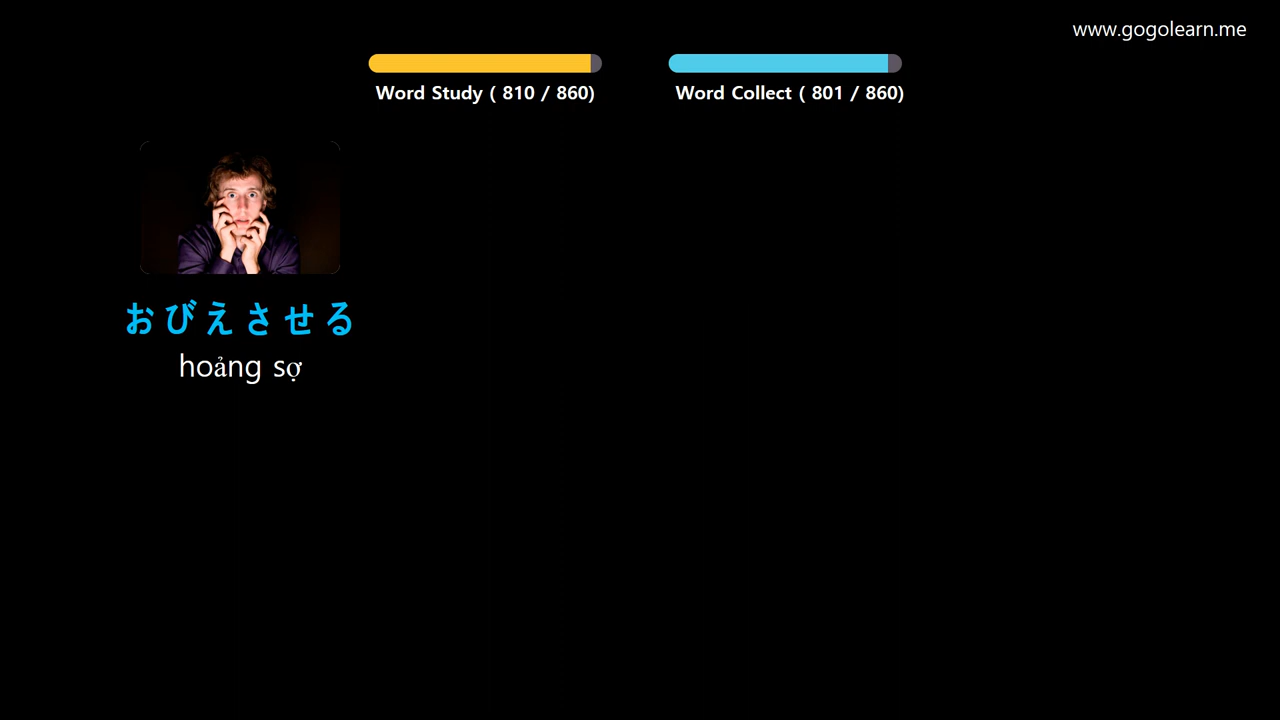 www.gogolearn.me
Word Study ( 810 / 860)
Word Collect ( 801 / 860)
おびえさせる
hoảng sợ